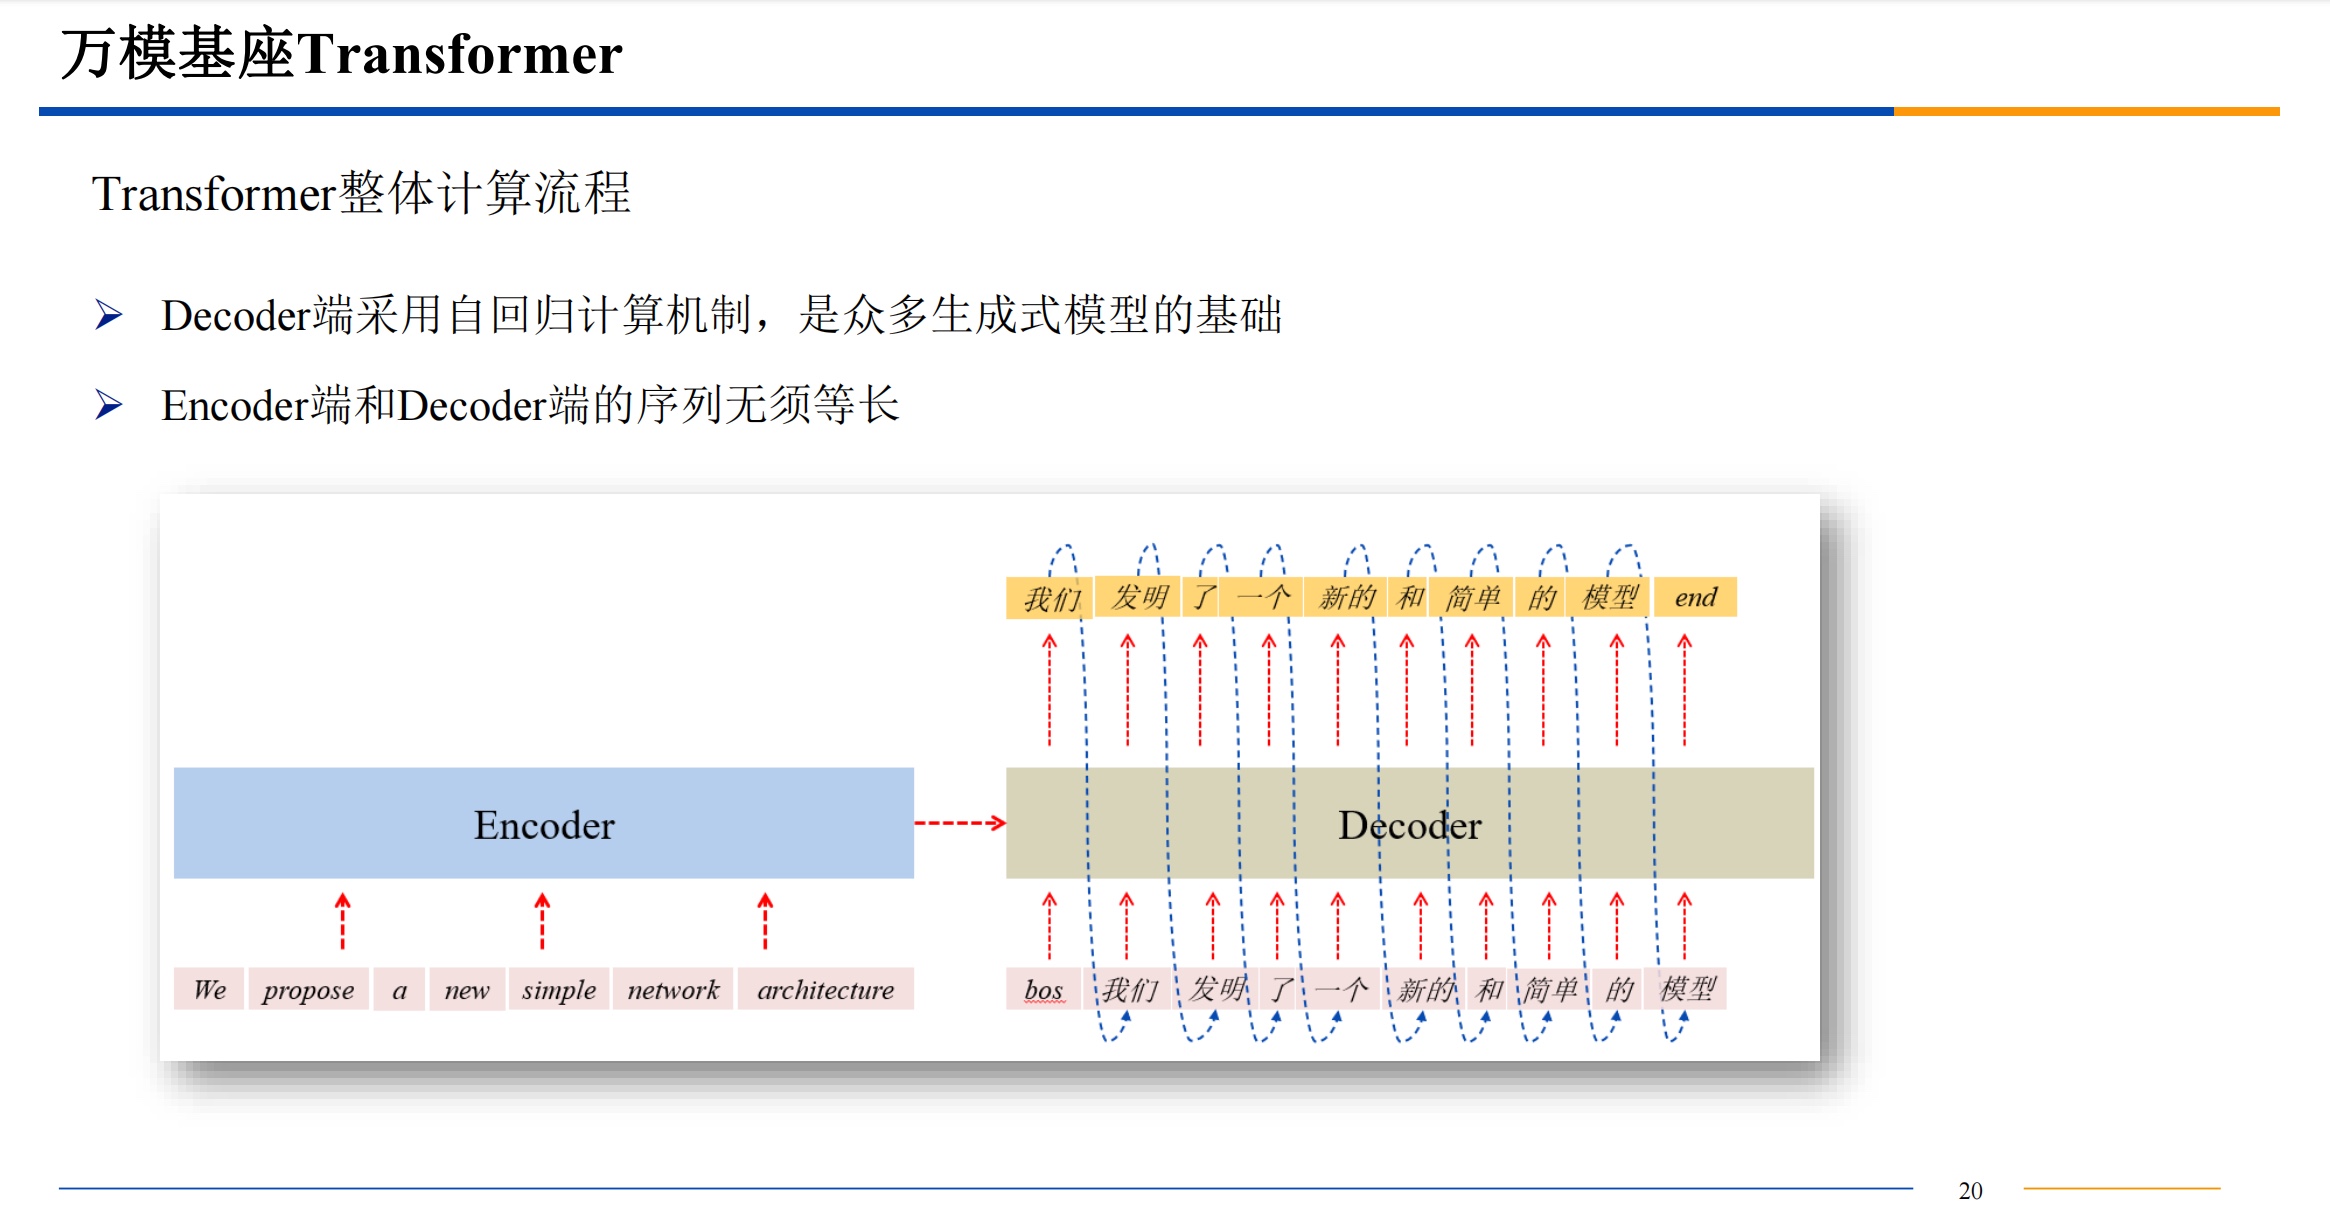 万模基座Transformer
Transformer整体计算流程
Decoder端采用自回归计算机制，是众多生成式模型的基础
Encoder端和Decoder端的序列无须等长
我们 发明 了 一个 新的 和 简单 的 模型 end
Encoder Decoder
We propose a new simple network architecture bos 我们 发明 了 一个 新的 和 简单 的 模型
20